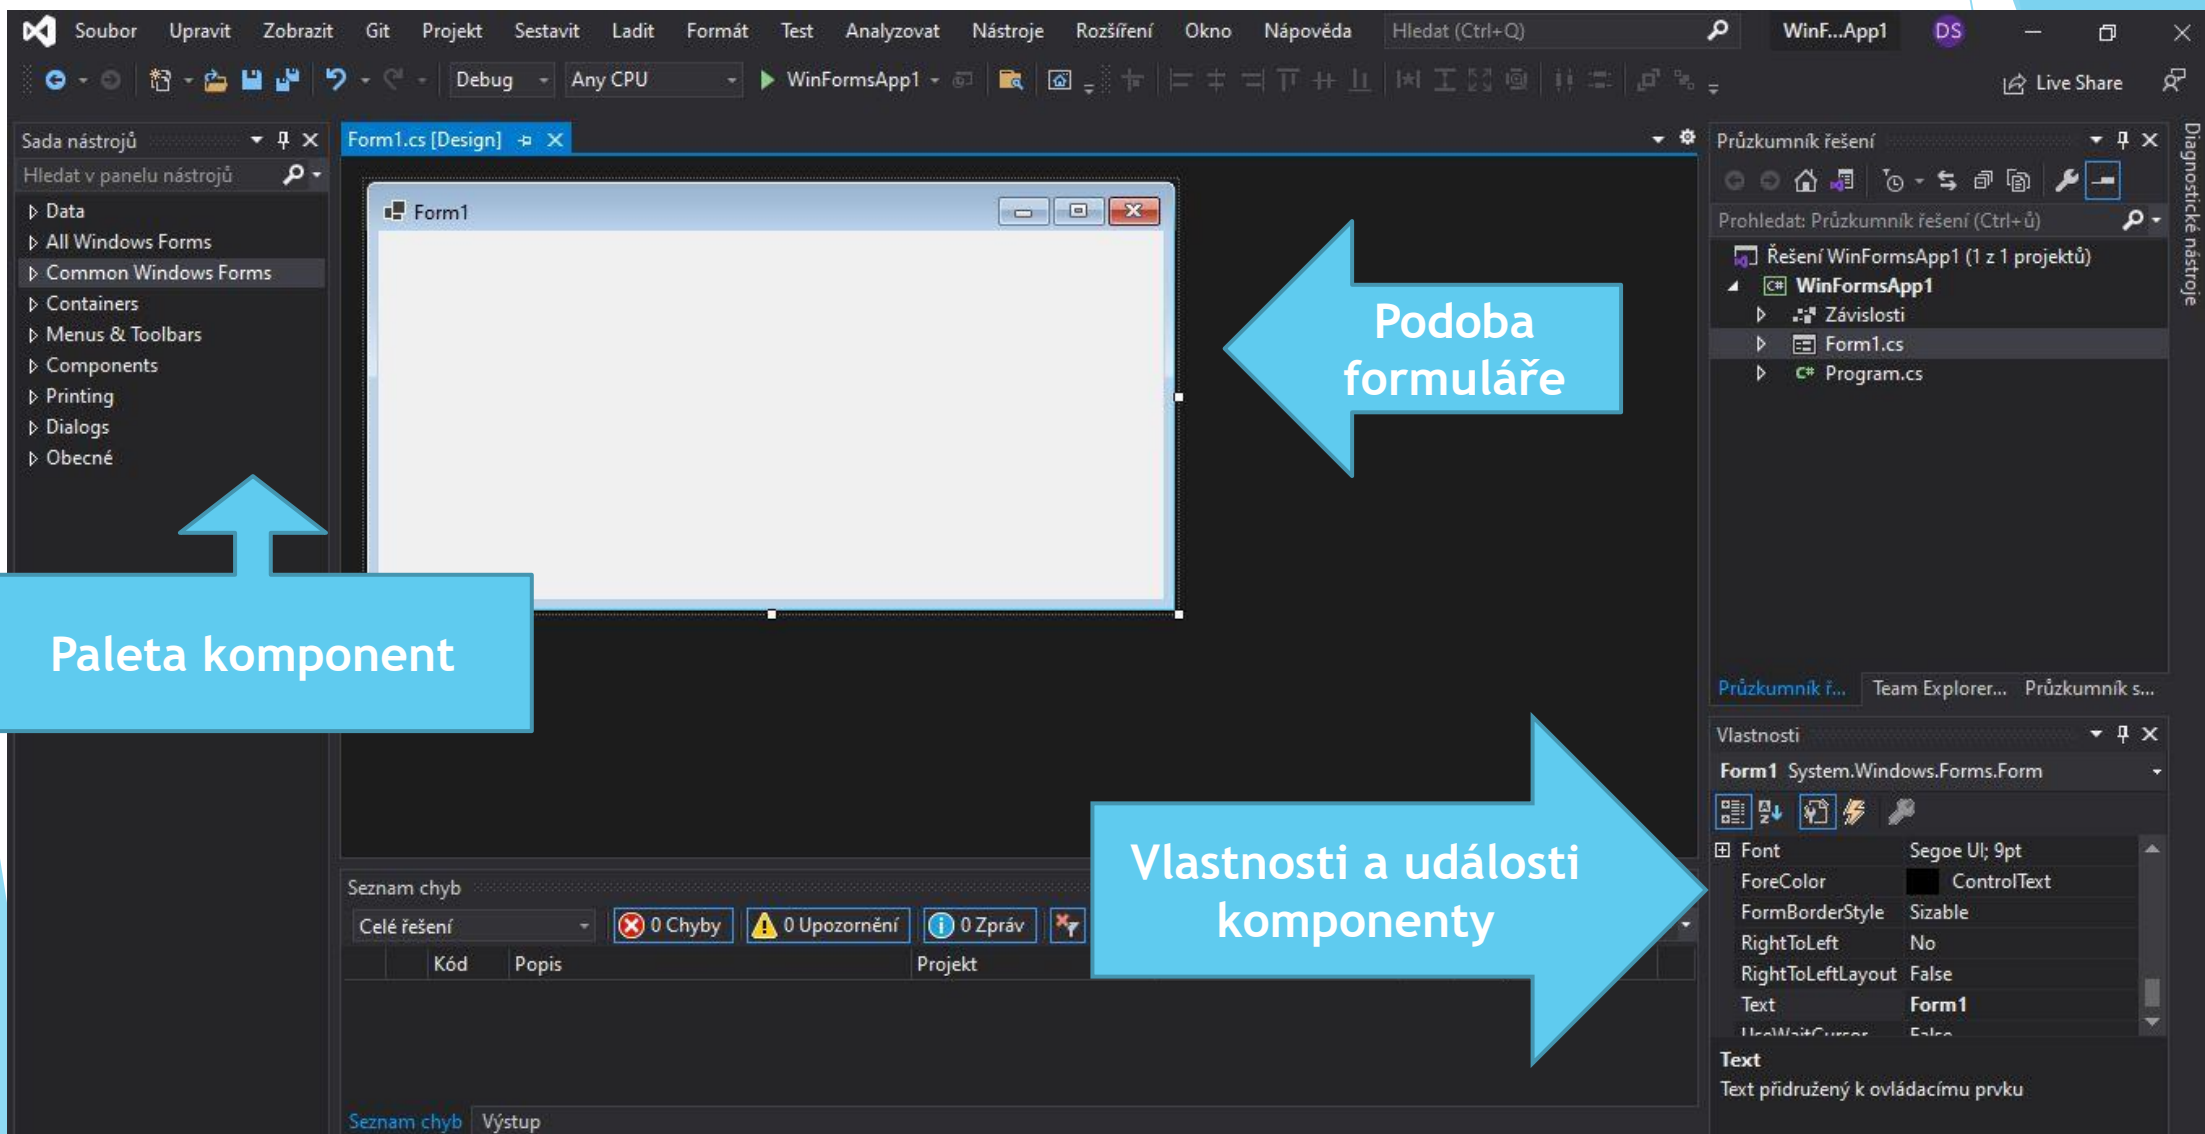 Soubor Upravit Zobrazit Git Projekt Sestavit Ladit Formát Test Analyzovat Nástroje Rozšíření Okno Nápověda Hledat (Ctrl+Q) WinF...App1 DS
Debug Any CPU WinFormsApp1 Live Share
Sada nástrojů
Hledat v panelu nástrojů
Data
All Windows Forms
Common Windows Forms
Containers
Menus & Toolbars
Components
Printing
Dialogs
Obecné
Paleta komponent
Form1.cs [Design]
Form1
Podoba
formuláře
Seznam chyb
Celé řešení 0 Chyby 0 Upozornění 0 Zpráv
Kód Popis Projekt
Seznam chyb Výstup
Vlastnosti a události
komponenty
Průzkumník řešení
Prohledat: Průzkumník řešení (Ctrl+ů)
Řešení WinFormsApp1 (1 z 1 projektů)
C# WinFormsApp1
Závislosti
Form1.cs
C# Program.cs
Průzkumník ř... Team Explorer... Průzkumník s...
Vlastnosti
Form1 System.Windows.Forms.Form
Font Segoe UI; 9pt
ForeColor ControlText
FormBorderStyle Sizable
RightToLeft No
RightToLeftLayout False
Text Form1
UseWaitCursor False
Text
Text přidružený k ovládacímu prvku
Diagnostické nástroje